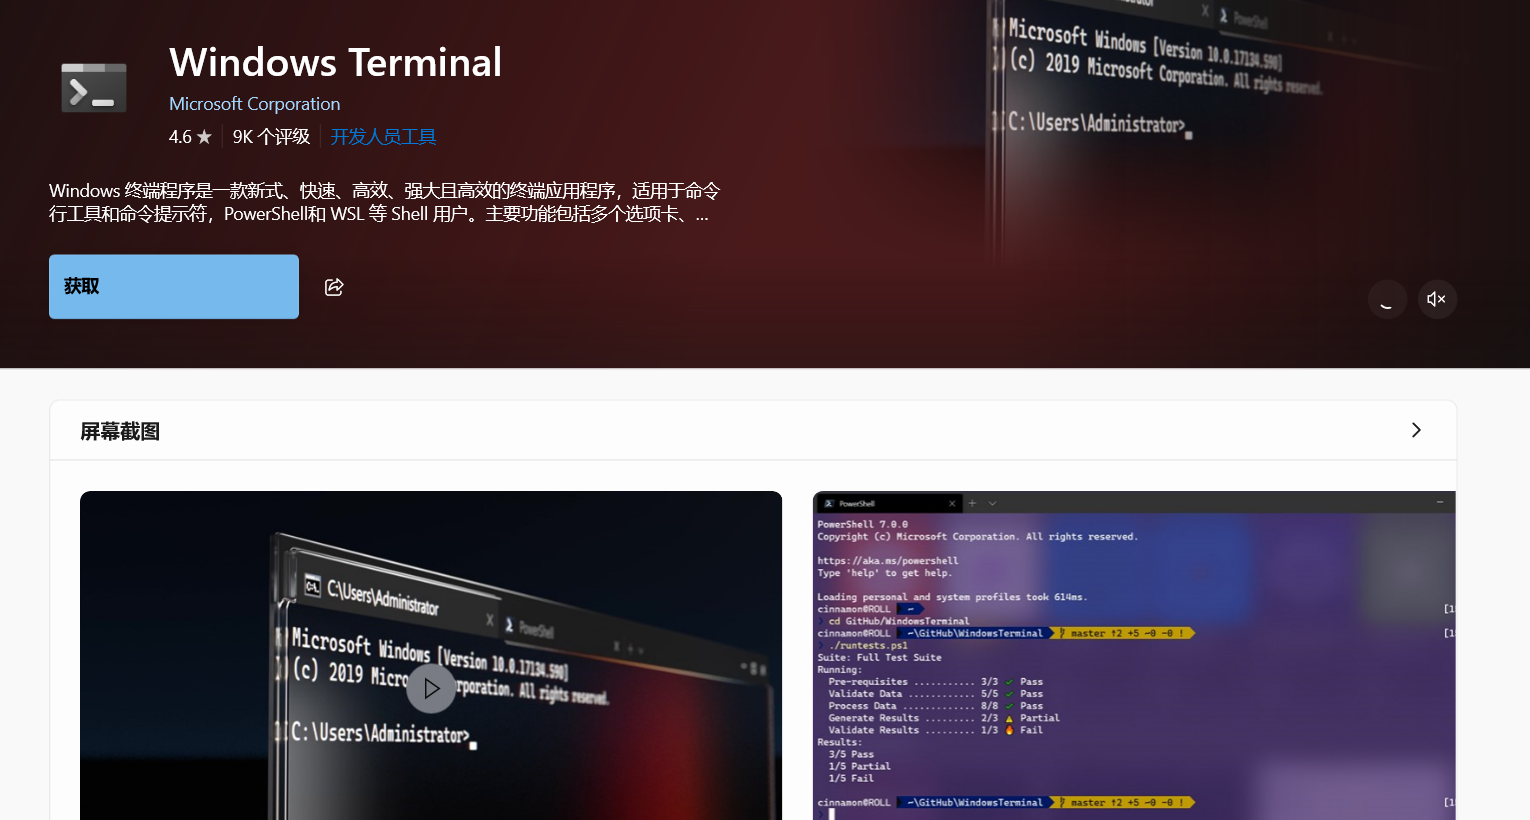 Windows Terminal
Microsoft Corporation
4.6 ★ 9K 个评级 开发人员工具
Windows 终端程序是一款新式、快速、高效、强大且高效的终端应用程序，适用于命令
行工具和命令提示符，PowerShell和 WSL 等 Shell 用户。主要功能包括多个选项卡、...
获取
PowerShell
Microsoft Windows [Version 10.0.17134.590]
(c) 2019 Microsoft Corporation. All rights reserved.
C:\Users\Administrator>
屏幕截图
C:\Users\Administrator
PowerShell
Microsoft Windows [Version 10.0.17134.590]
(c) 2019 Microsoft Corporation. All rights reserved.
C:\Users\Administrator>
PowerShell
PowerShell 7.0.0
Copyright (c) Microsoft Corporation. All rights reserved.
https://aka.ms/powershell
Type 'help' to get help.
Loading personal and system profiles took 614ms.
cinnamon@ROLL ~
cd GitHub/WindowsTerminal
cinnamon@ROLL ~\GitHub\WindowsTerminal master ↑2 +5 ~0 -0 !
./runtests.ps1
Suite: Full Test Suite
Running:
Pre-requisites ........... 3/3 ✔ Pass
Validate Data ............ 5/5 ✔ Pass
Process Data ............. 8/8 ✔ Pass
Generate Results ......... 2/3 ⚠ Partial
Validate Results ......... 1/3 🔥 Fail
Results:
3/5 Pass
1/5 Partial
1/5 Fail
cinnamon@ROLL ~\GitHub\WindowsTerminal master ↑2 +5 ~0 -0 !